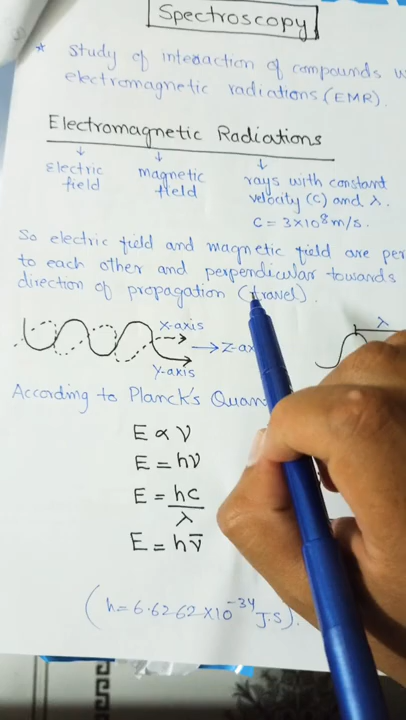 Spectroscopy
* Study of interaction of compounds
electromagnetic radiations (EMR).
Electromagnetic Radiations
↓ ↓ ↓
Electric field magnetic field rays with constant
velocity (c) and λ.
C = 3×10⁸ m/s.
So electric field and magnetic field are
to each other and perpendicular towards
direction of propagation (travel).
X-axis
→ Z-ax
Y-axis
λ
According to Planck's
E ∝ ν
E = hν
E = hc/λ
E = hν̄
(h = 6.6262 × 10⁻³⁴ J.S).